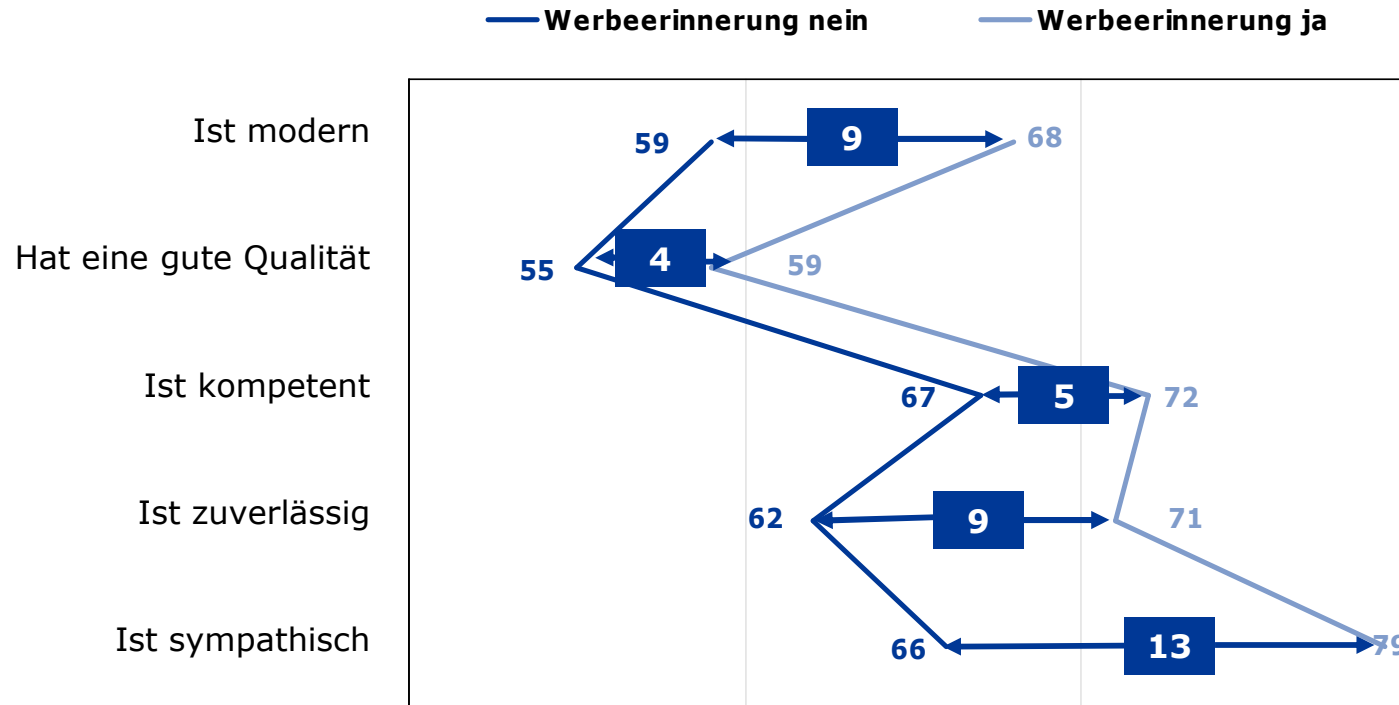 Werbeerinnerung nein Werbeerinnerung ja
Ist modern 59 9 68
Hat eine gute Qualität 55 4 59
Ist kompetent 67 5 72
Ist zuverlässig 62 9 71
Ist sympathisch 66 13 79